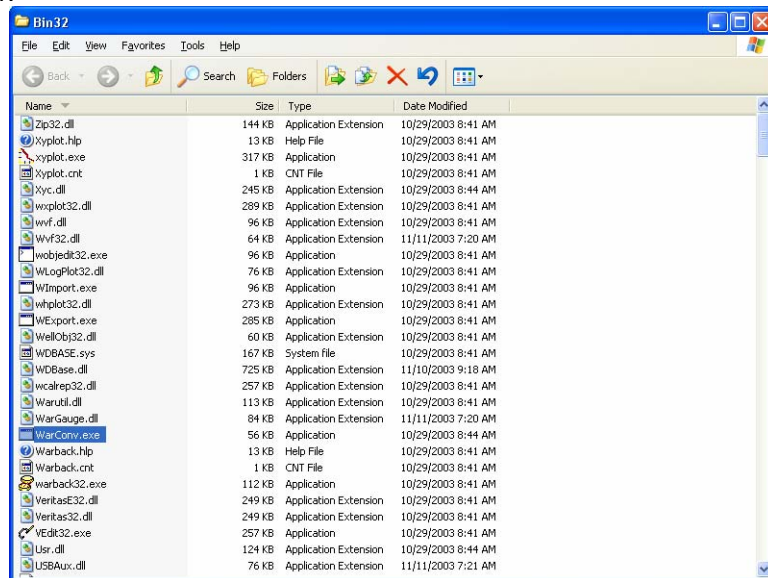 Bin32
File Edit View Favorites Tools Help
Back Search Folders
Name Size Type Date Modified
Zip32.dll 144 KB Application Extension 10/29/2003 8:41 AM
Xyplot.hlp 13 KB Help File 10/29/2003 8:41 AM
xyplot.exe 317 KB Application 10/29/2003 8:41 AM
Xyplot.cnt 1 KB CNT File 10/29/2003 8:41 AM
Xyc.dll 245 KB Application Extension 10/29/2003 8:44 AM
wxplot32.dll 289 KB Application Extension 10/29/2003 8:41 AM
wvf.dll 96 KB Application Extension 10/29/2003 8:41 AM
Wvf32.dll 64 KB Application Extension 11/11/2003 7:20 AM
wobjedit32.exe 96 KB Application 10/29/2003 8:41 AM
WLogPlot32.dll 76 KB Application Extension 10/29/2003 8:41 AM
WImport.exe 96 KB Application 10/29/2003 8:41 AM
whplot32.dll 273 KB Application Extension 10/29/2003 8:41 AM
WExport.exe 285 KB Application 10/29/2003 8:41 AM
WellObj32.dll 60 KB Application Extension 10/29/2003 8:41 AM
WDBASE.sys 167 KB System file 10/29/2003 8:41 AM
WDBase.dll 725 KB Application Extension 11/10/2003 9:18 AM
wcalrep32.dll 257 KB Application Extension 10/29/2003 8:41 AM
Warutil.dll 113 KB Application Extension 10/29/2003 8:41 AM
WarGauge.dll 84 KB Application Extension 11/11/2003 7:20 AM
WarConv.exe 56 KB Application 10/29/2003 8:44 AM
Warback.hlp 13 KB Help File 10/29/2003 8:41 AM
Warback.cnt 1 KB CNT File 10/29/2003 8:41 AM
warback32.exe 112 KB Application 10/29/2003 8:41 AM
VeritasE32.dll 249 KB Application Extension 10/29/2003 8:41 AM
Veritas32.dll 249 KB Application Extension 10/29/2003 8:41 AM
VEdit32.exe 257 KB Application 10/29/2003 8:41 AM
Usr.dll 124 KB Application Extension 10/29/2003 8:44 AM
USBAux.dll 76 KB Application Extension 11/11/2003 7:21 AM